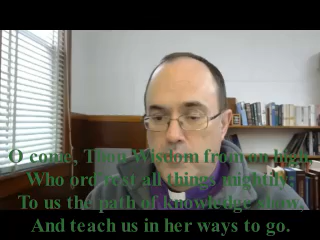 O come, Thou Wisdom from on high,
Who ord'rest all things mightily;
To us the path of knowledge show,
And teach us in her ways to go.